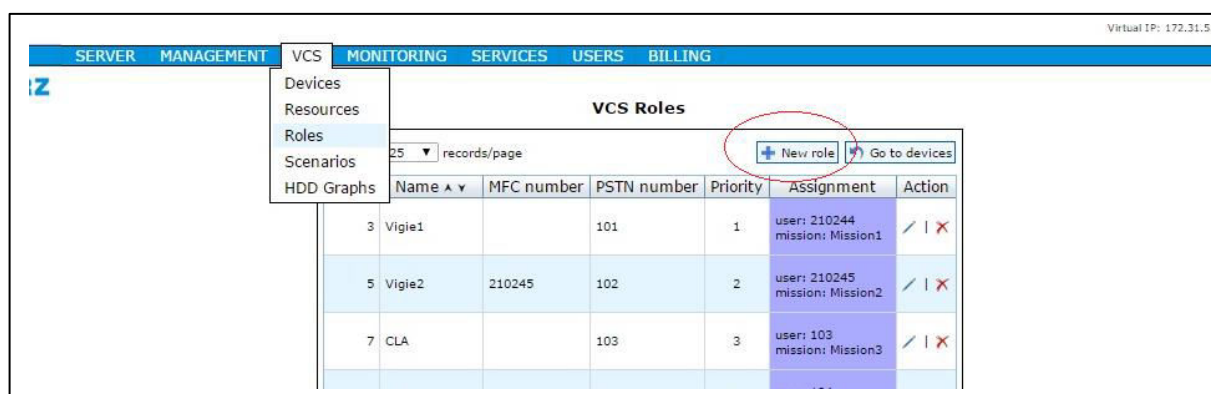 Virtual IP: 172.31.5
SERVER MANAGEMENT VCS MONITORING SERVICES USERS BILLING
Devices
Resources
Roles
Scenarios
HDD Graphs
VCS Roles
25 records/page
New role Go to devices
Name MFC number PSTN number Priority Assignment Action
3 Vigie1 101 1 user: 210244
mission: Mission1
5 Vigie2 210245 102 2 user: 210245
mission: Mission2
7 CLA 103 3 user: 103
mission: Mission3